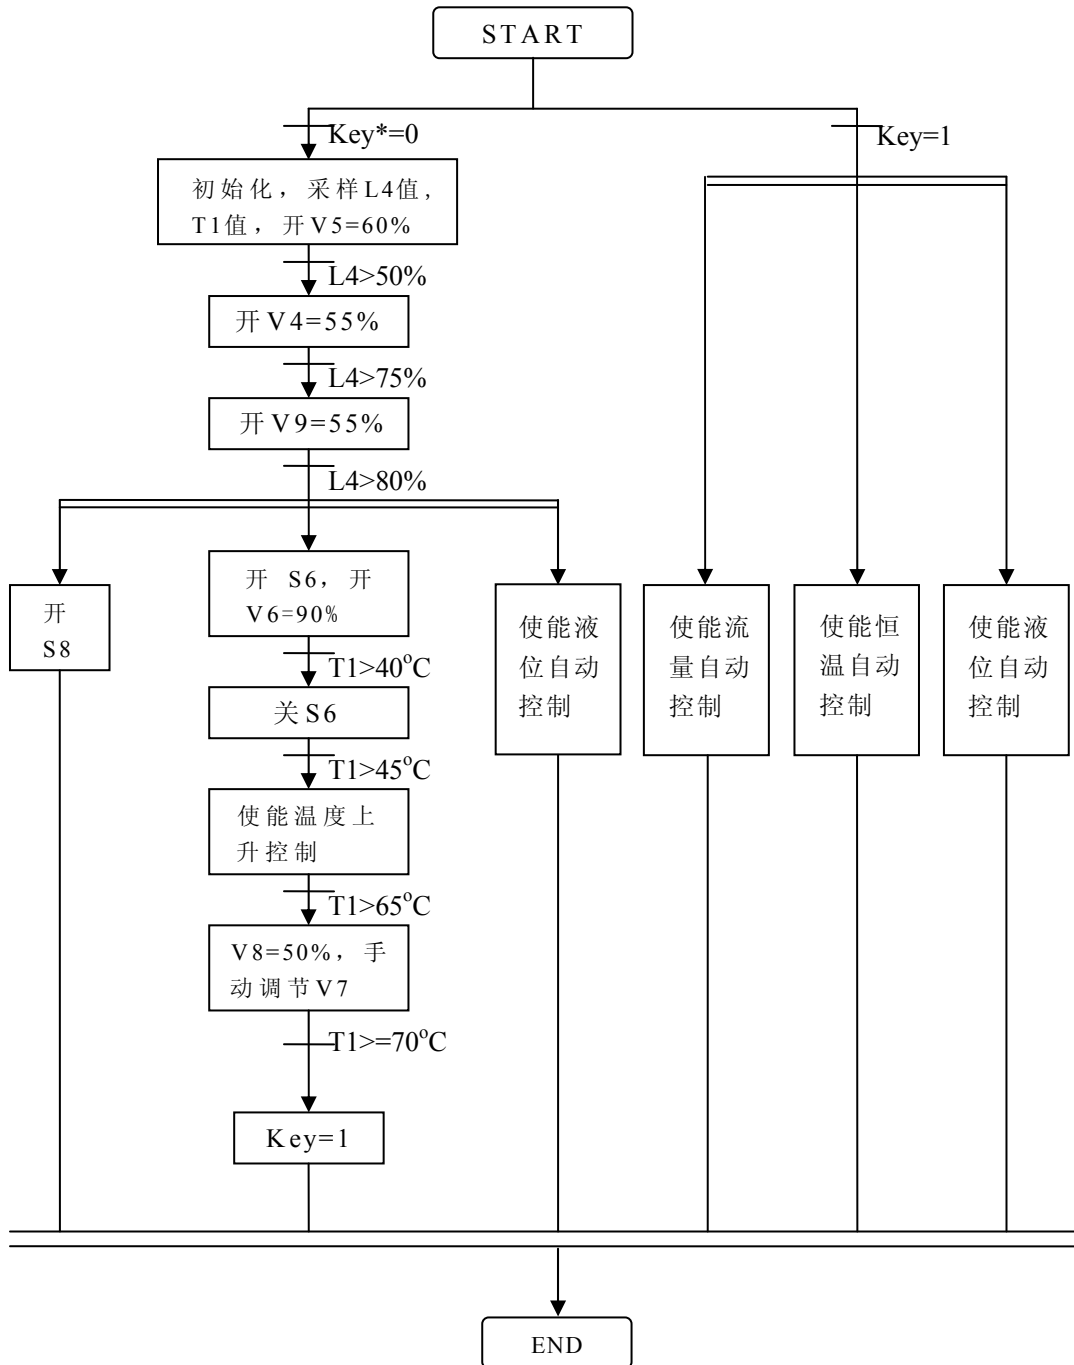 START
Key*=0
Key=1
初始化，采样L4值，
T1值，开V5=60%
L4>50%
开V4=55%
L4>75%
开V9=55%
L4>80%
开
S8
开 S6，开
V6=90%
T1>40°C
关S6
T1>45°C
使能温度上
升控制
T1>65°C
V8=50%，手
动调节V7
T1>=70°C
Key=1
使能液
位自动
控制
使能流
量自动
控制
使能恒
温自动
控制
使能液
位自动
控制
END